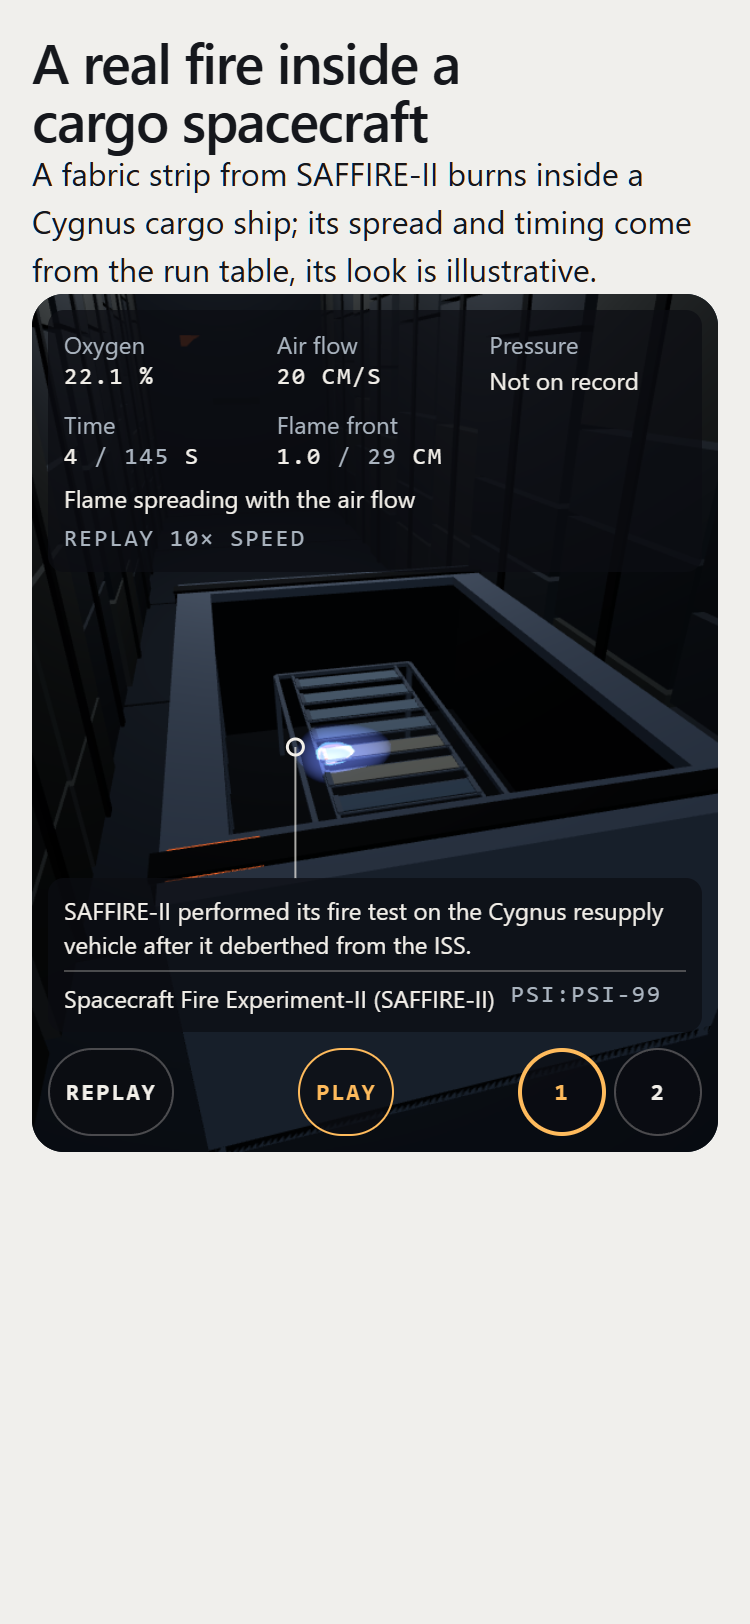 A real fire inside a
cargo spacecraft
A fabric strip from SAFFIRE-II burns inside a
Cygnus cargo ship; its spread and timing come
from the run table, its look is illustrative.
Oxygen
22.1 %
Air flow
20 CM/S
Pressure
Not on record
Time
4 / 145 S
Flame front
1.0 / 29 CM
Flame spreading with the air flow
REPLAY 10× SPEED
SAFFIRE-II performed its fire test on the Cygnus resupply
vehicle after it deberthed from the ISS.
Spacecraft Fire Experiment-II (SAFFIRE-II) PSI:PSI-99
REPLAY
PLAY
1
2